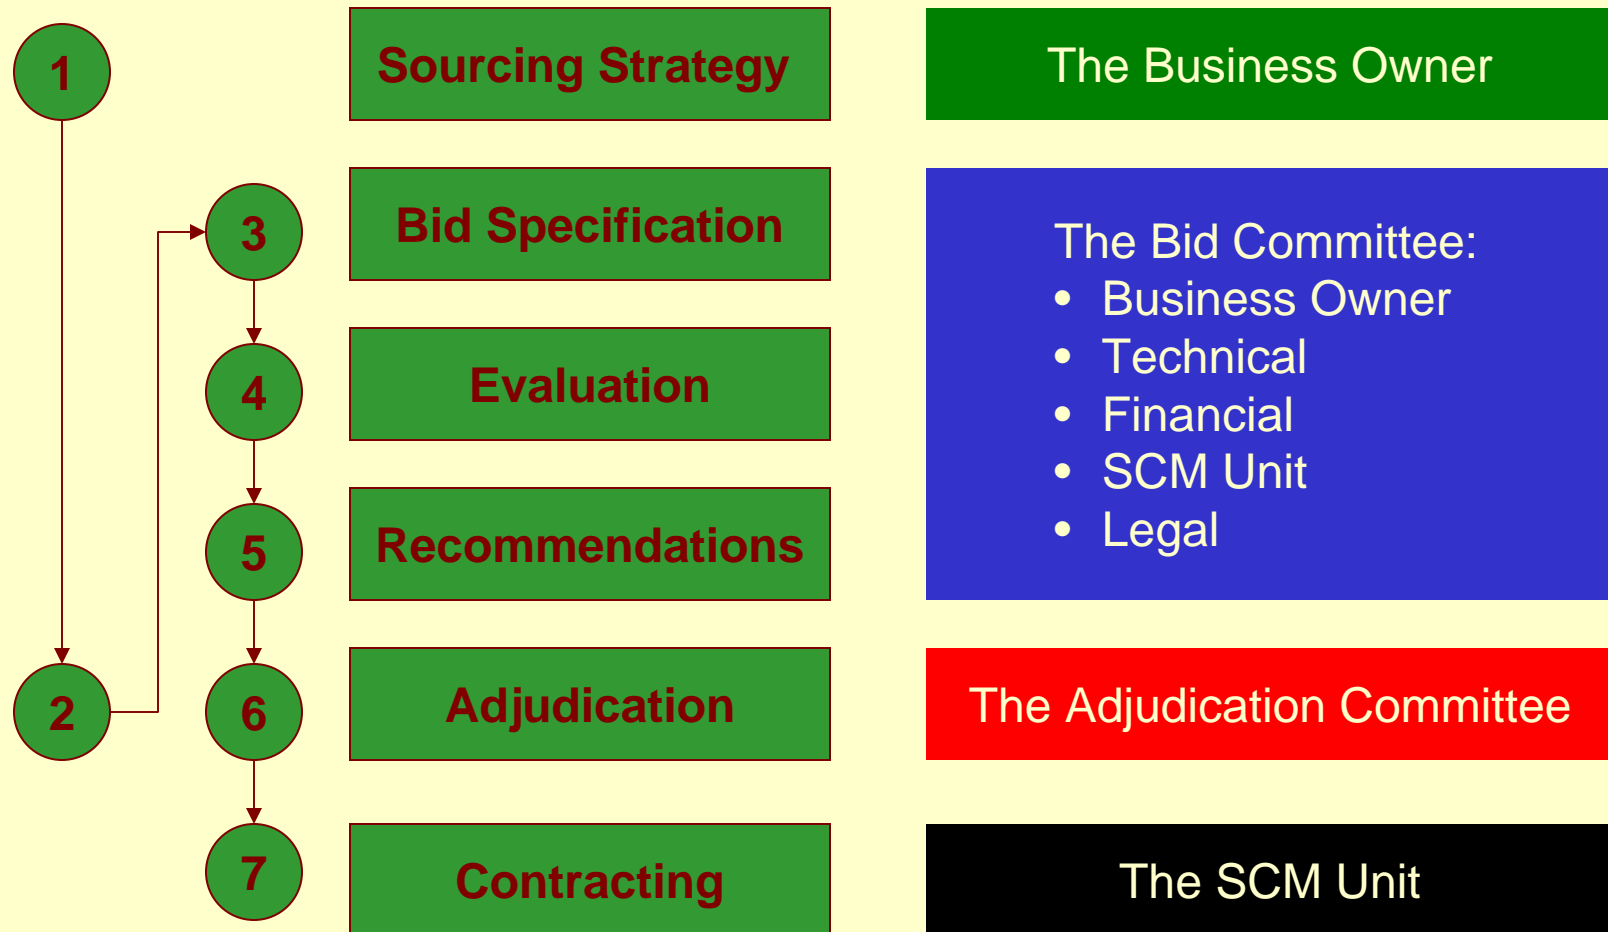 1
Sourcing Strategy
The Business Owner
3
Bid Specification
The Bid Committee:
• Business Owner
• Technical
• Financial
• SCM Unit
• Legal
4
Evaluation
5
Recommendations
2
6
Adjudication
The Adjudication Committee
7
Contracting
The SCM Unit